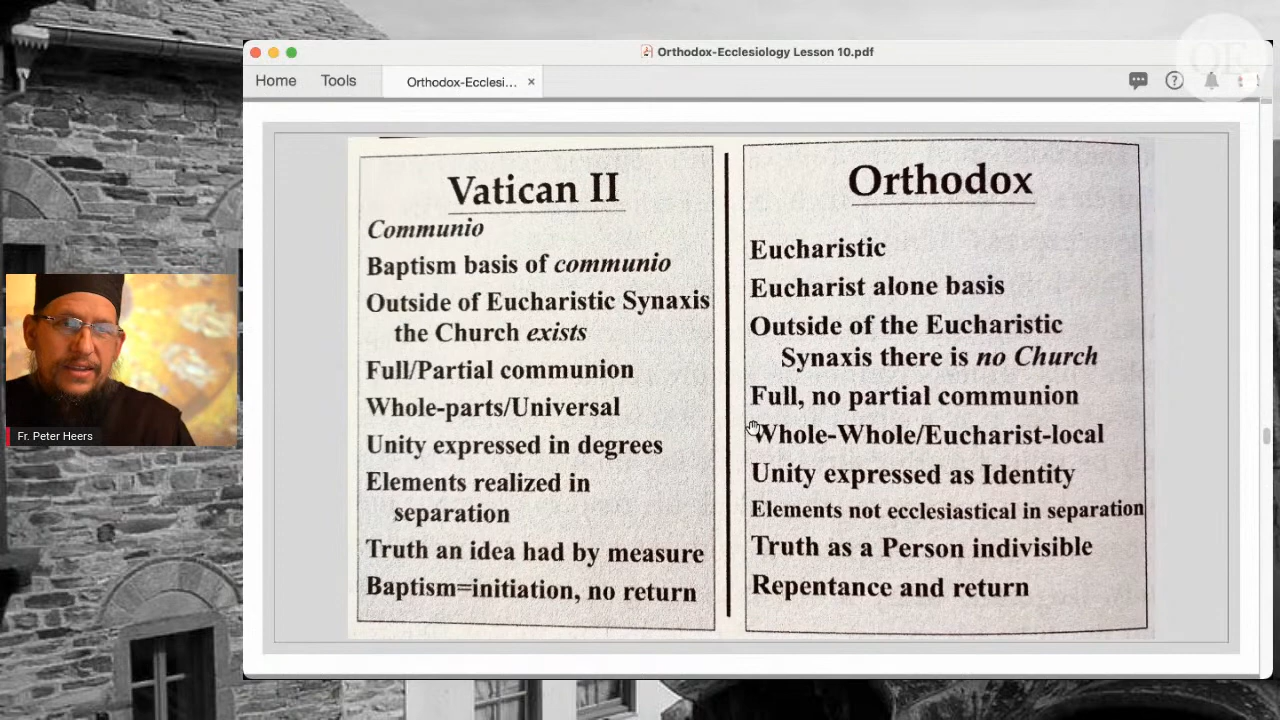 Orthodox-Ecclesiology Lesson 10.pdf
Home
Tools
Orthodox-Ecclesi...
OE
Vatican II
Communio
Baptism basis of communio
Outside of Eucharistic Synaxis
the Church exists
Full/Partial communion
Whole-parts/Universal
Unity expressed in degrees
Elements realized in
separation
Truth an idea had by measure
Baptism=initiation, no return
Orthodox
Eucharistic
Eucharist alone basis
Outside of the Eucharistic
Synaxis there is no Church
Full, no partial communion
Whole-Whole/Eucharist-local
Unity expressed as Identity
Elements not ecclesiastical in separation
Truth as a Person indivisible
Repentance and return
Fr. Peter Heers